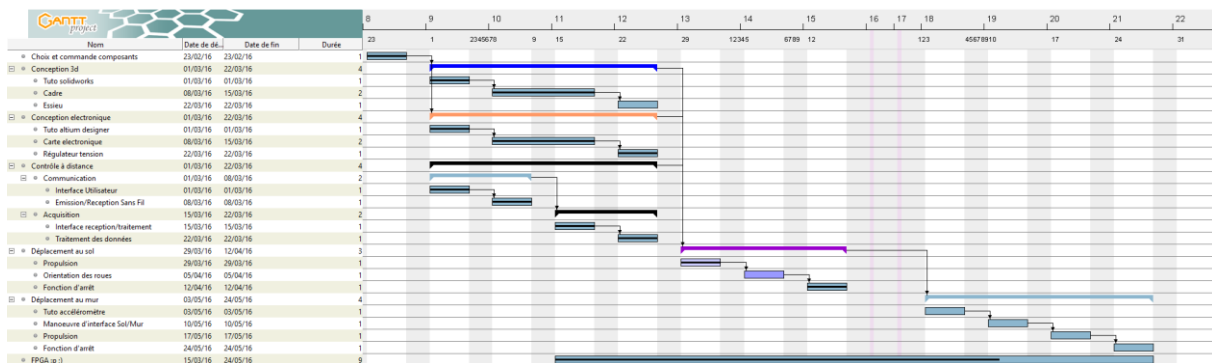 GANTT project
8 9 10 11 12 13 14 15 16 17 18 19 20 21 22
Nom Date de dé... Date de fin Durée 23 1 2345678 9 15 22 29 12345 6789 12 123 45678910 17 24 31
Choix et commande composants 23/02/16 23/02/16 1
Conception 3d 01/03/16 22/03/16 4
Tuto solidworks 01/03/16 01/03/16 1
Cadre 08/03/16 15/03/16 2
Essieu 22/03/16 22/03/16 1
Conception electronique 01/03/16 22/03/16 4
Tuto altium designer 01/03/16 01/03/16 1
Carte electronique 08/03/16 15/03/16 2
Régulateur tension 22/03/16 22/03/16 1
Contrôle à distance 01/03/16 22/03/16 4
Communication 01/03/16 08/03/16 2
Interface Utilisateur 01/03/16 01/03/16 1
Emission/Reception Sans Fil 08/03/16 08/03/16 1
Acquisition 15/03/16 22/03/16 2
Interface reception/traitement 15/03/16 15/03/16 1
Traitement des données 22/03/16 22/03/16 1
Déplacement au sol 29/03/16 12/04/16 3
Propulsion 29/03/16 29/03/16 1
Orientation des roues 05/04/16 05/04/16 1
Fonction d'arrêt 12/04/16 12/04/16 1
Déplacement au mur 03/05/16 24/05/16 4
Tuto accéléromètre 03/05/16 03/05/16 1
Manoeuvre d'interface Sol/Mur 10/05/16 10/05/16 1
Propulsion 17/05/16 17/05/16 1
Fonction d'arrêt 24/05/16 24/05/16 1
FPGA :p :) 15/03/16 24/05/16 9